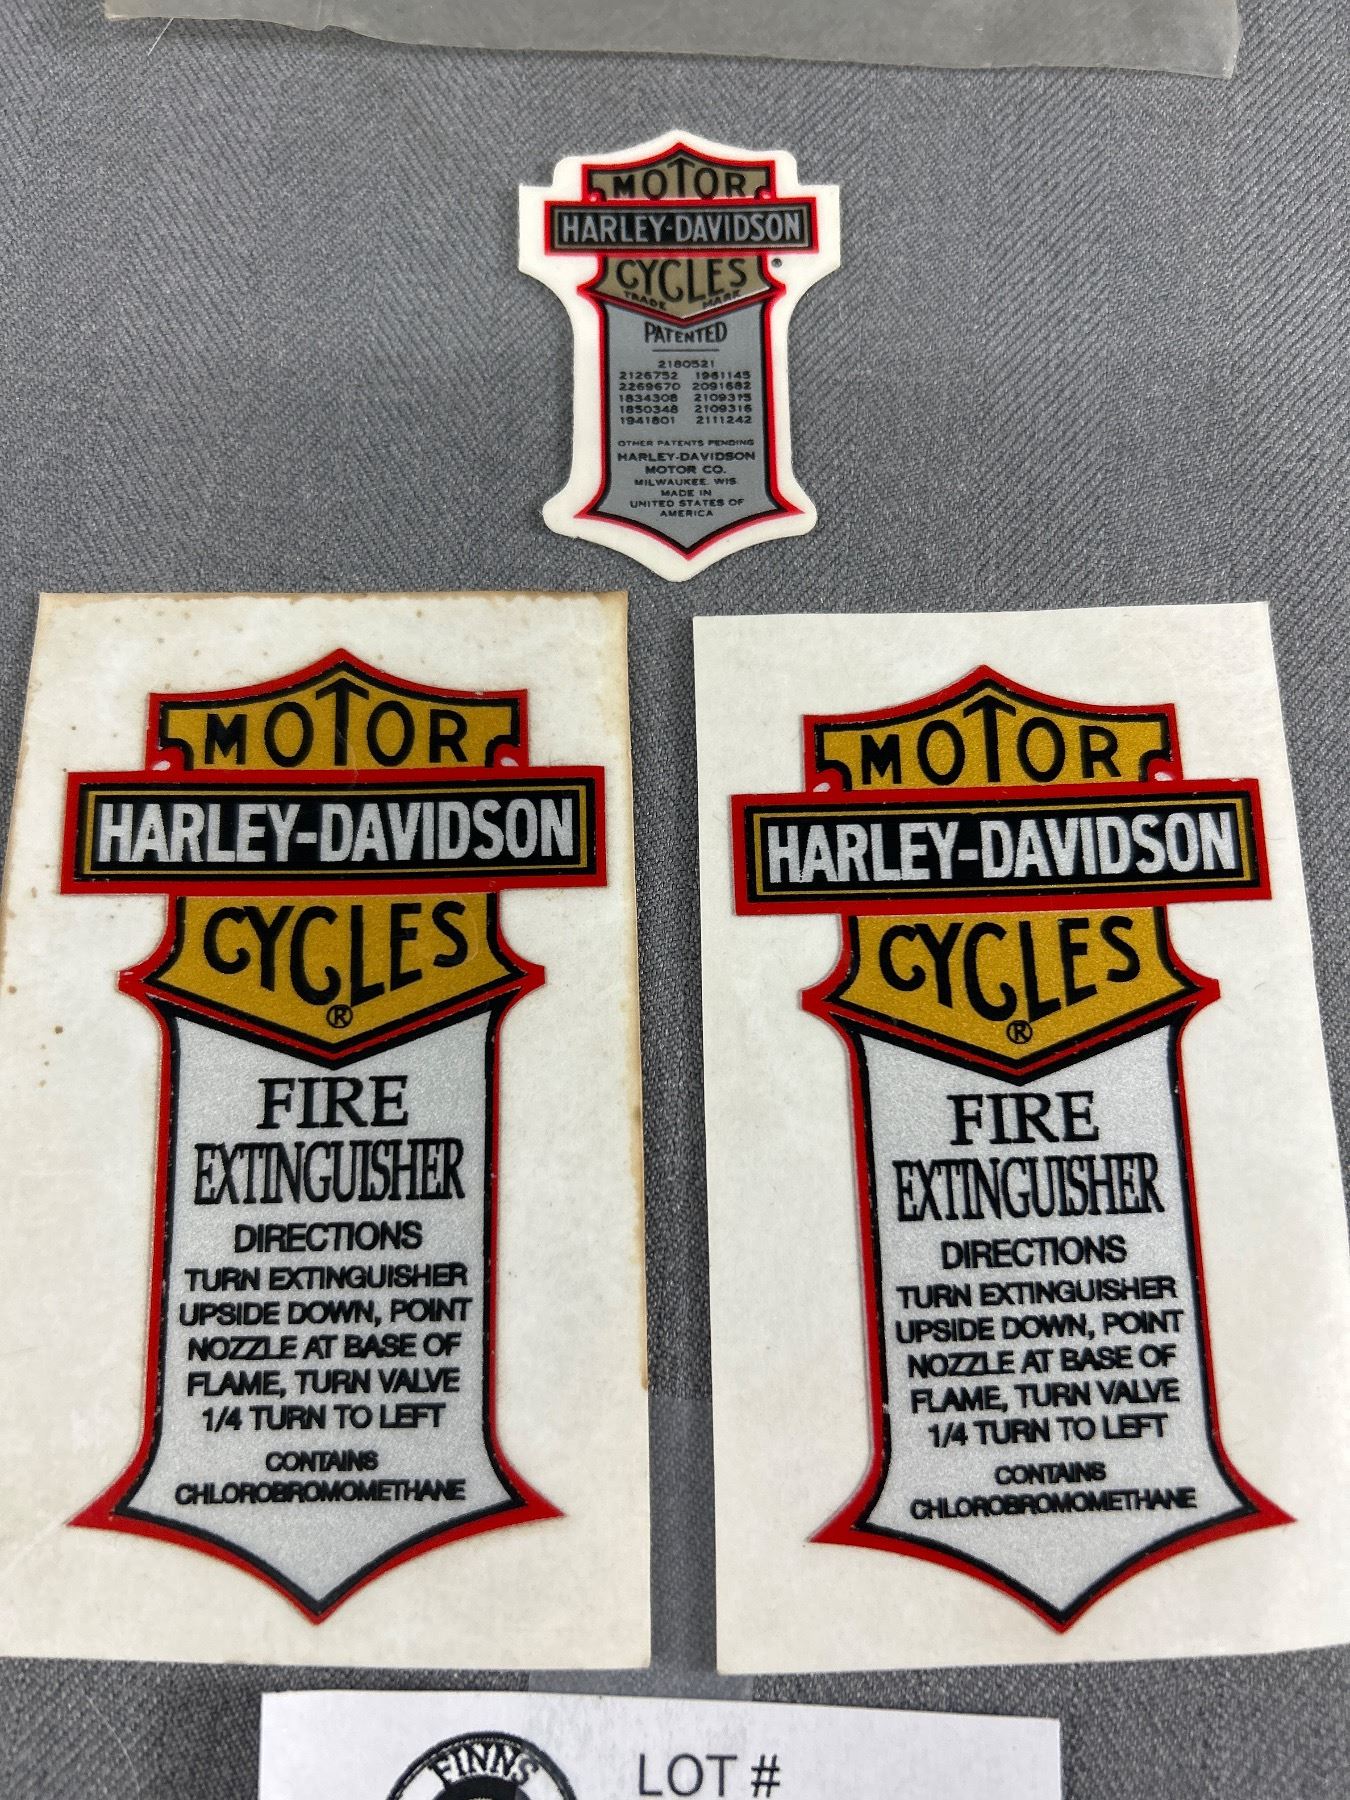 MOTOR
HARLEY-DAVIDSON
CYCLES
TRADE MARK
PATENTED
2180521
2126752 1961145
2269670 2091682
1834308 2109315
1850348 2109316
1941801 2111242
OTHER PATENTS PENDING
HARLEY-DAVIDSON
MOTOR CO.
MILWAUKEE. WIS.
MADE IN
UNITED STATES OF
AMERICA
MOTOR
HARLEY-DAVIDSON
CYCLES
®
FIRE
EXTINGUISHER
DIRECTIONS
TURN EXTINGUISHER
UPSIDE DOWN, POINT
NOZZLE AT BASE OF
FLAME, TURN VALVE
1/4 TURN TO LEFT
CONTAINS
CHLOROBROMOMETHANE
MOTOR
HARLEY-DAVIDSON
CYCLES
®
FIRE
EXTINGUISHER
DIRECTIONS
TURN EXTINGUISHER
UPSIDE DOWN, POINT
NOZZLE AT BASE OF
FLAME, TURN VALVE
1/4 TURN TO LEFT
CONTAINS
CHLOROBROMOMETHANE
FINNS
LOT #